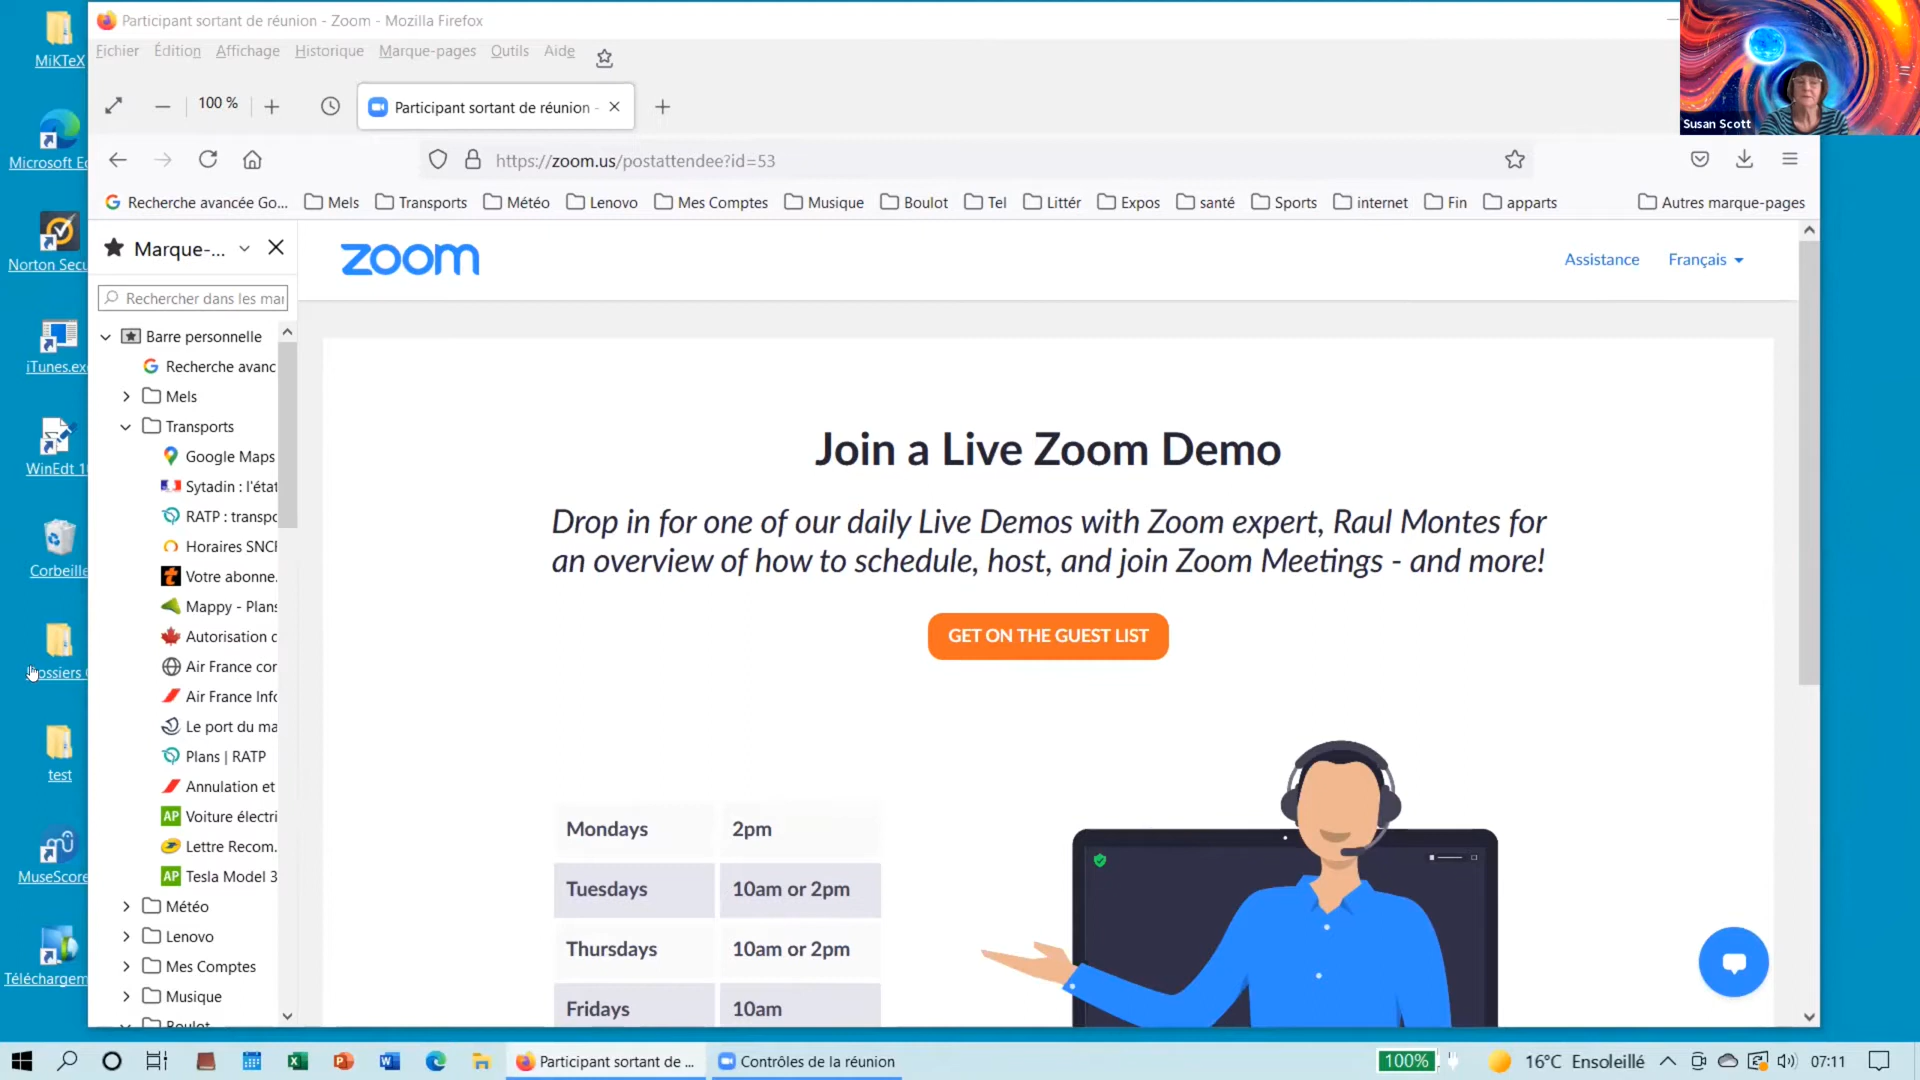 MiKTeX
Microsoft Ec
Norton Secu
iTunes.exe
WinEdt 1
Corbeille
Dossiers
test
MuseScore
Téléchargem
Participant sortant de réunion - Zoom - Mozilla Firefox
Fichier Édition Affichage Historique Marque-pages Outils Aide
100 %
Participant sortant de réunion -
https://zoom.us/postattendee?id=53
Recherche avancée Go... Mels Transports Météo Lenovo Mes Comptes Musique Boulot Tel Littér Expos santé Sports internet Fin apparts Autres marque-pages
Susan Scott
Marque-...
Rechercher dans les mar
Barre personnelle
Recherche avanc
Mels
Transports
Google Maps
Sytadin : l'état
RATP : transpo
Horaires SNCF
Votre abonne.
Mappy - Plans
Autorisation c
Air France cor
Air France Info
Le port du ma
Plans | RATP
Annulation et
AP Voiture électri
Lettre Recom.
AP Tesla Model 3
Météo
Lenovo
Mes Comptes
Musique
Boulot
zoom
Assistance Français
Join a Live Zoom Demo
Drop in for one of our daily Live Demos with Zoom expert, Raul Montes for
an overview of how to schedule, host, and join Zoom Meetings - and more!
GET ON THE GUEST LIST
Mondays 2pm
Tuesdays 10am or 2pm
Thursdays 10am or 2pm
Fridays 10am
Participant sortant de ... Contrôles de la réunion 100% 16°C Ensoleillé 07:11